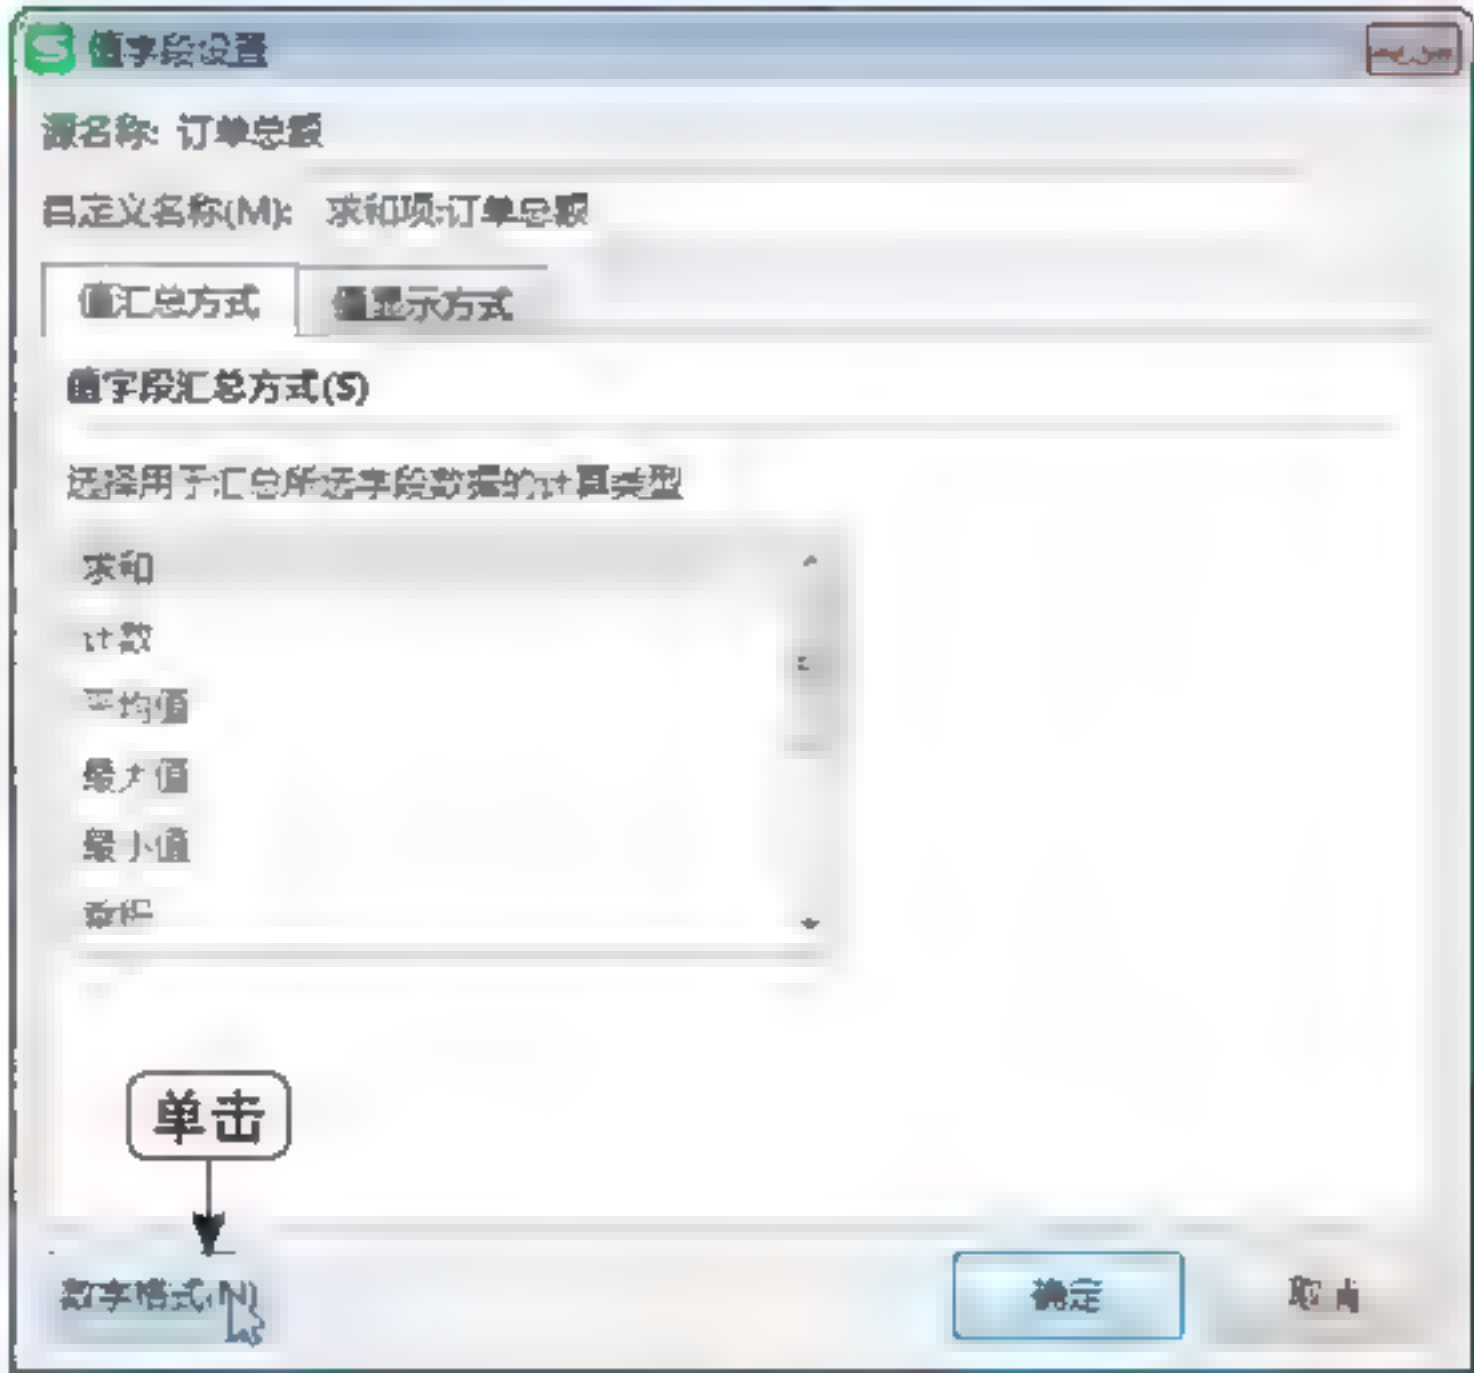 值字段设置
源名称: 订单总额
自定义名称(M): 求和项:订单总额
值汇总方式 值显示方式
值字段汇总方式(S)
选择用于汇总所选字段数据的计算类型
求和
计数
平均值
最大值
最小值
单击
数字格式(N) 确定 取消